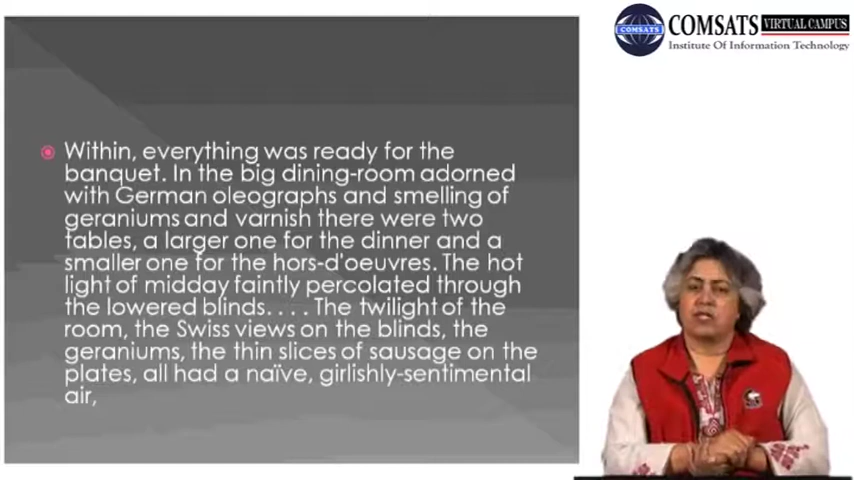 COMSATS VIRTUAL CAMPUS
Institute Of Information Technology
COMSATS
Within, everything was ready for the
banquet. In the big dining-room adorned
with German oleographs and smelling of
geraniums and varnish there were two
tables, a larger one for the dinner and a
smaller one for the hors-d'oeuvres. The hot
light of midday faintly percolated through
the lowered blinds. . . . The twilight of the
room, the Swiss views on the blinds, the
geraniums, the thin slices of sausage on the
plates, all had a naïve, girlishly-sentimental
air,